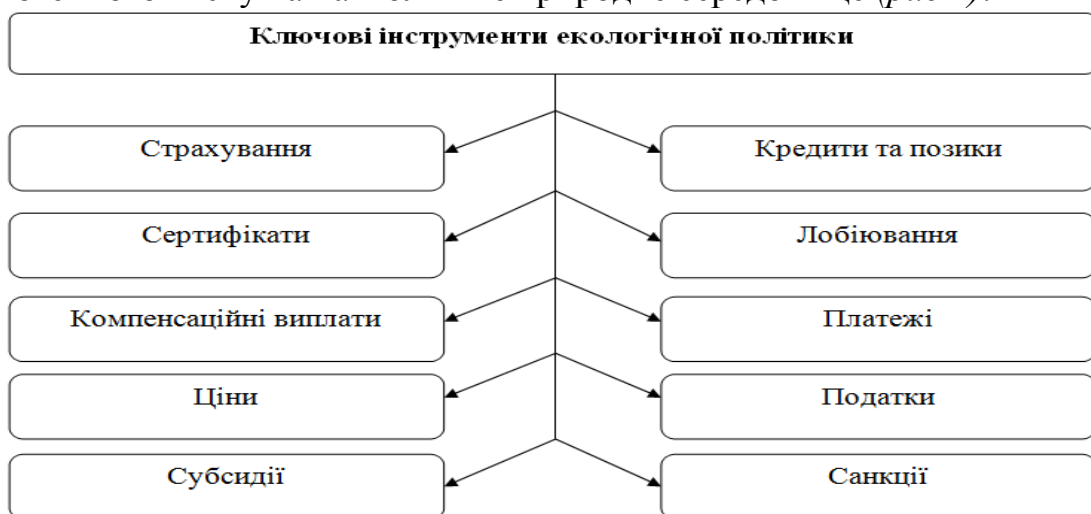 Ключові інструменти екологічної політики
Страхування
Кредити та позики
Сертифікати
Лобіювання
Компенсаційні виплати
Платежі
Ціни
Податки
Субсидії
Санкції